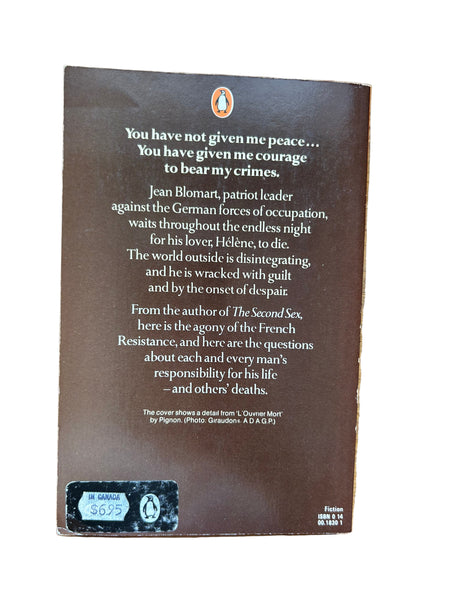 You have not given me peace...
You have given me courage
to bear my crimes.
Jean Blomart, patriot leader
against the German forces of occupation,
waits throughout the endless night
for his lover, Hélène, to die.
The world outside is disintegrating,
and he is wracked with guilt
and by the onset of despair.
From the author of The Second Sex,
here is the agony of the French
Resistance, and here are the questions
about each and every man's
responsibility for his life
—and others' deaths.
The cover shows a detail from 'L'Ouvrier Mort'
by Pignon. (Photo: Giraudon © A.D.A.G.P.)
IN CANADA
$6.95
Fiction
ISBN 0 14
00.1830 1